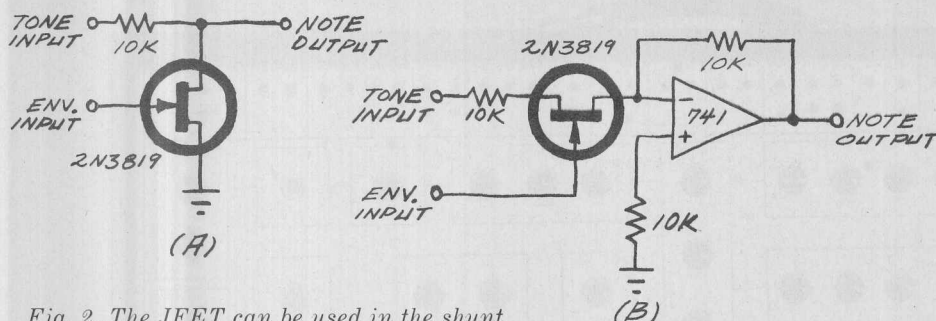 TONE
INPUT
10K
NOTE
OUTPUT
ENV.
INPUT
2N3819
(A)
2N3819
TONE
INPUT
10K
10K
-
741
+
NOTE
OUTPUT
ENV.
INPUT
10K
(B)
Fig. 2. The JFET can be used in the shunt